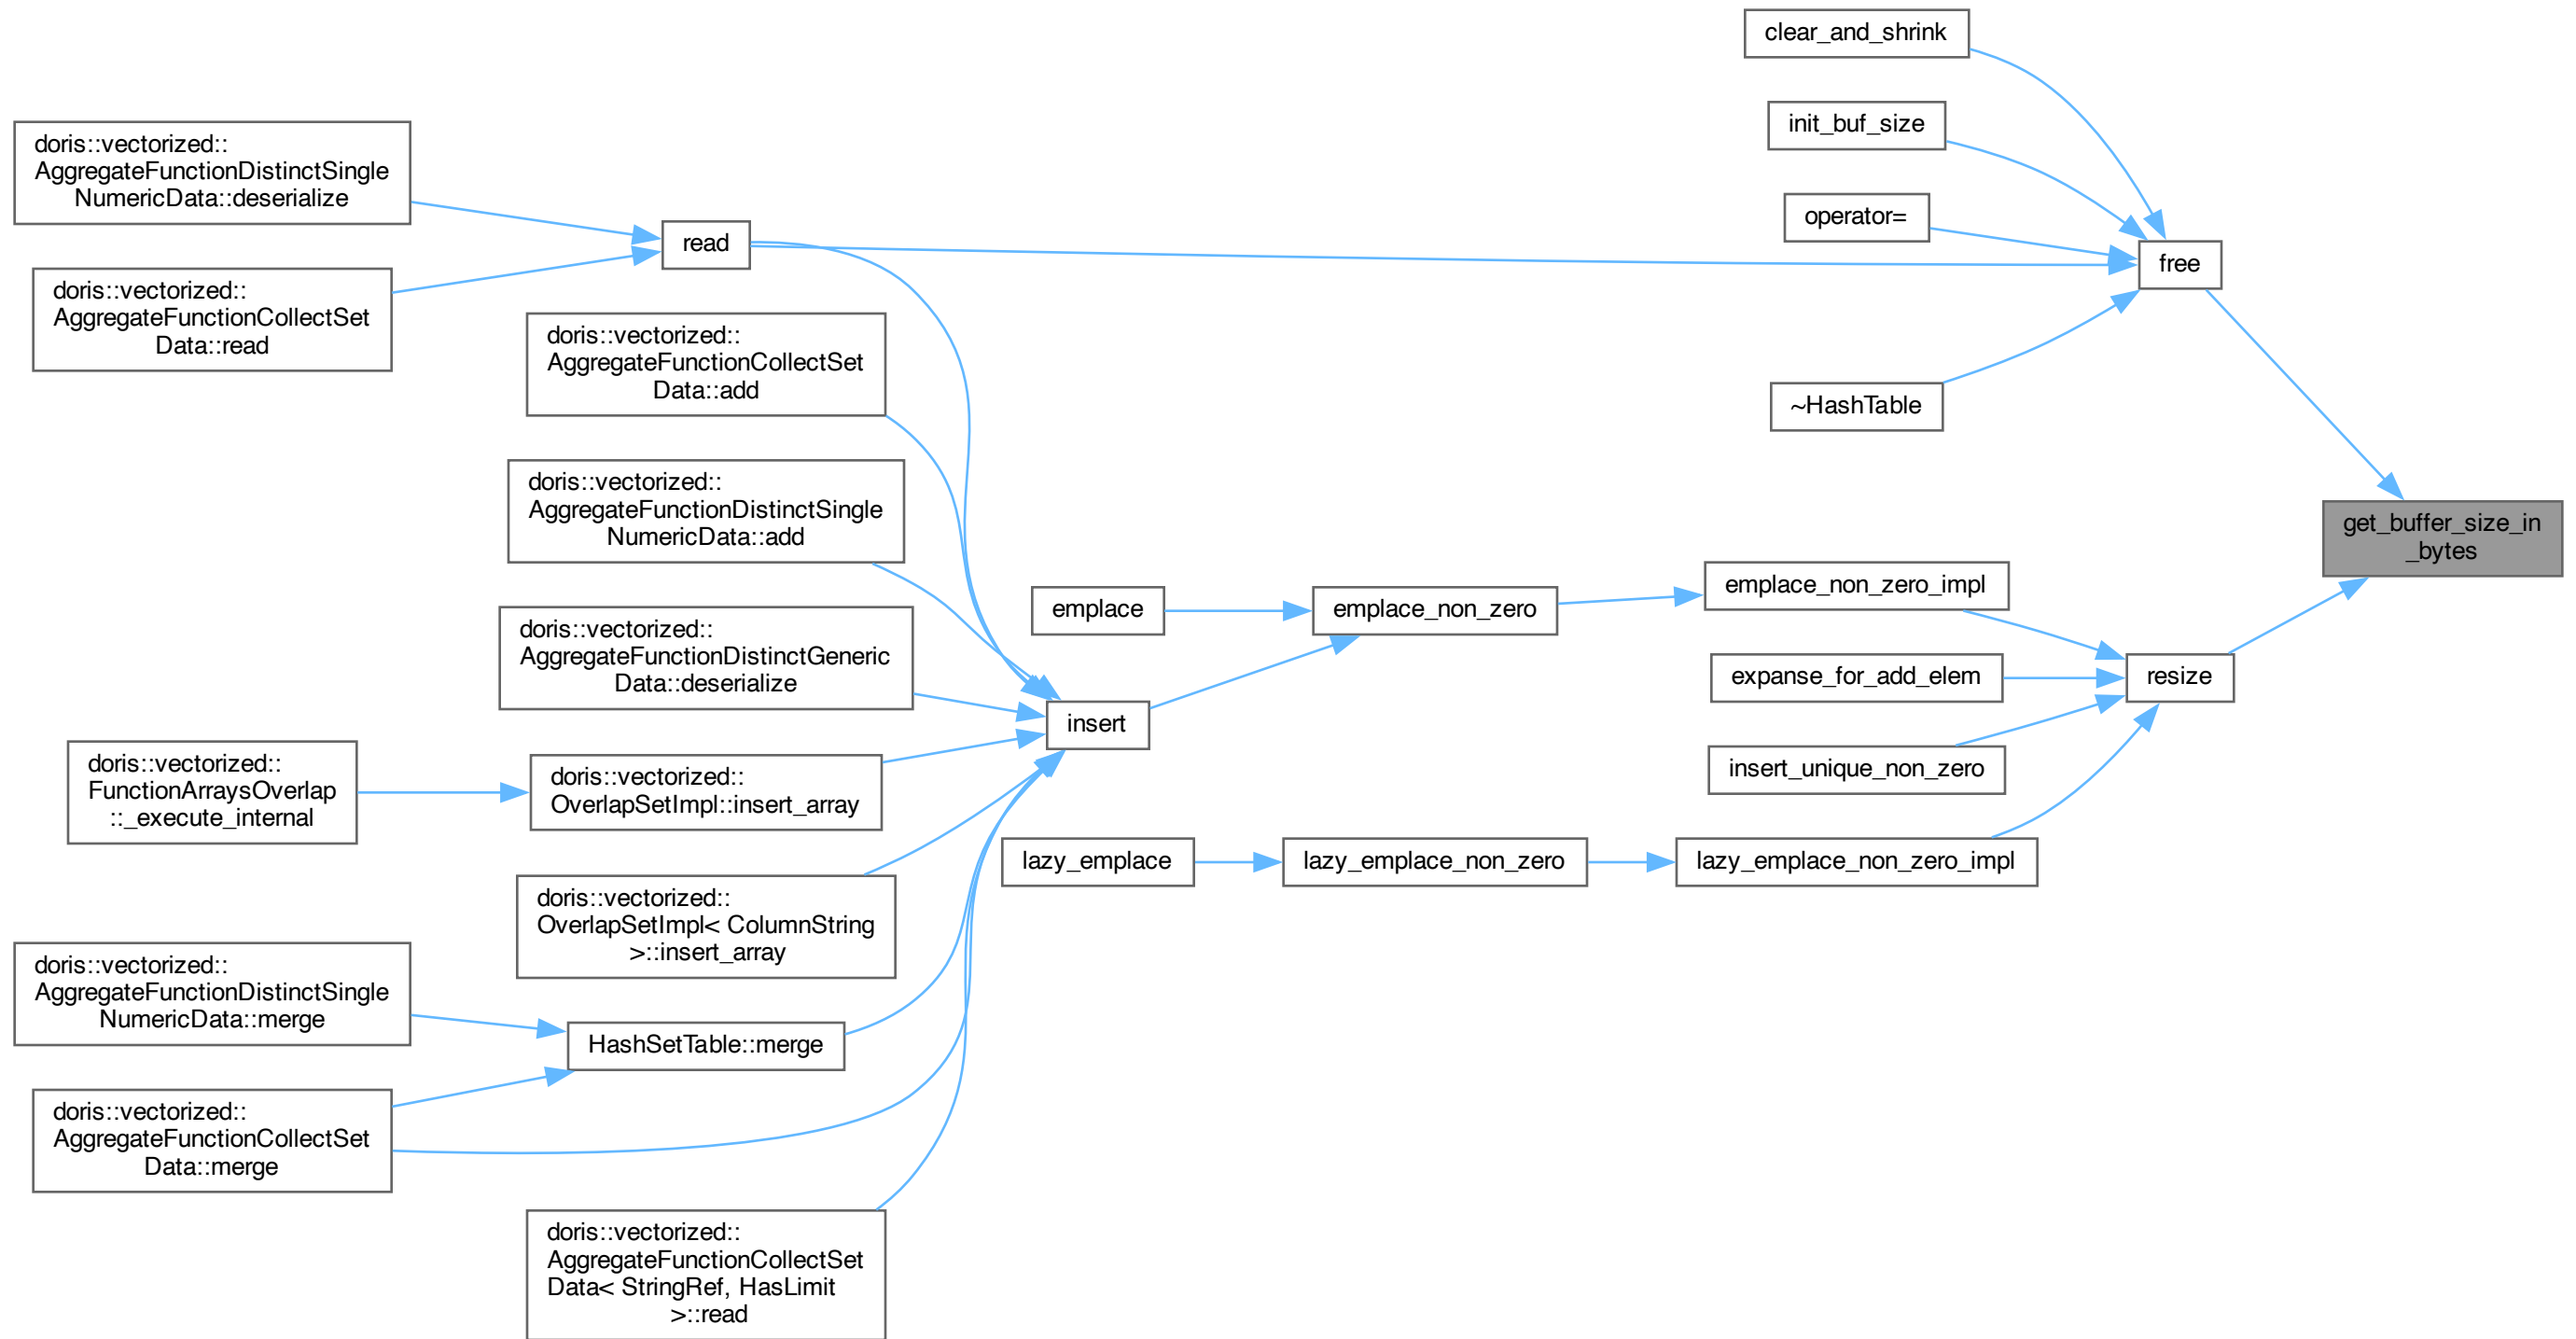 clear_and_shrink
init_buf_size
operator=
free
~HashTable
get_buffer_size_in
_bytes
doris::vectorized::
AggregateFunctionDistinctSingle
NumericData::deserialize
read
doris::vectorized::
AggregateFunctionCollectSet
Data::read
doris::vectorized::
AggregateFunctionCollectSet
Data::add
doris::vectorized::
AggregateFunctionDistinctSingle
NumericData::add
doris::vectorized::
AggregateFunctionDistinctGeneric
Data::deserialize
emplace
emplace_non_zero
emplace_non_zero_impl
expanse_for_add_elem
resize
insert
insert_unique_non_zero
doris::vectorized::
FunctionArraysOverlap
::_execute_internal
doris::vectorized::
OverlapSetImpl::insert_array
lazy_emplace
lazy_emplace_non_zero
lazy_emplace_non_zero_impl
doris::vectorized::
OverlapSetImpl< ColumnString
>::insert_array
doris::vectorized::
AggregateFunctionDistinctSingle
NumericData::merge
HashSetTable::merge
doris::vectorized::
AggregateFunctionCollectSet
Data::merge
doris::vectorized::
AggregateFunctionCollectSet
Data< StringRef, HasLimit
>::read